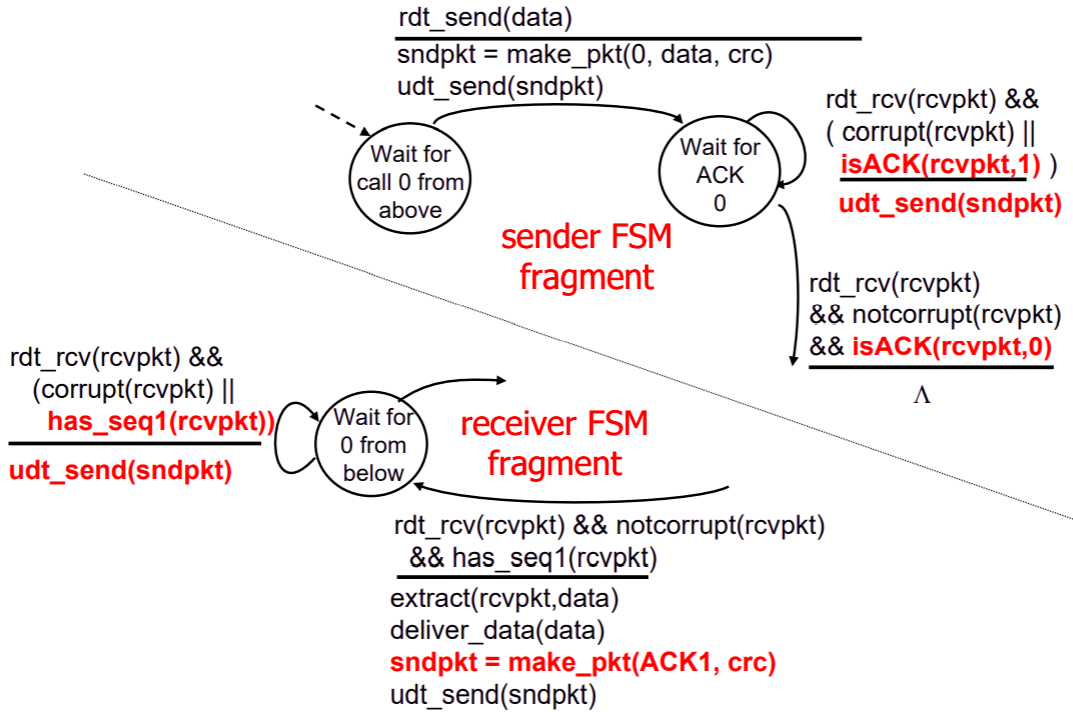 rdt_send(data)
sndpkt = make_pkt(0, data, crc)
udt_send(sndpkt)
Wait for
call 0 from
above
Wait for
ACK
0
rdt_rcv(rcvpkt) &&
( corrupt(rcvpkt) ||
isACK(rcvpkt,1) )
udt_send(sndpkt)
sender FSM
fragment
rdt_rcv(rcvpkt)
&& notcorrupt(rcvpkt)
&& isACK(rcvpkt,0)
Λ
rdt_rcv(rcvpkt) &&
(corrupt(rcvpkt) ||
has_seq1(rcvpkt))
udt_send(sndpkt)
Wait for
0 from
below
receiver FSM
fragment
rdt_rcv(rcvpkt) && notcorrupt(rcvpkt)
&& has_seq1(rcvpkt)
extract(rcvpkt,data)
deliver_data(data)
sndpkt = make_pkt(ACK1, crc)
udt_send(sndpkt)